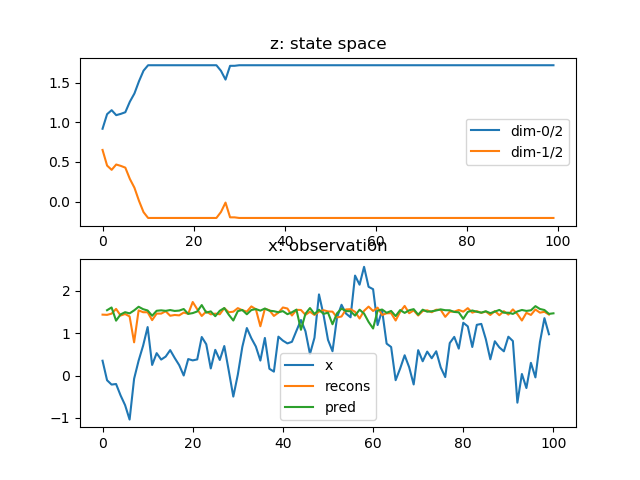 z: state space
1.5
1.0
0.5
0.0
dim-0/2
dim-1/2
0 20 40 60 80 100
x: observation
2
1
0
−1
x
recons
pred
0 20 40 60 80 100